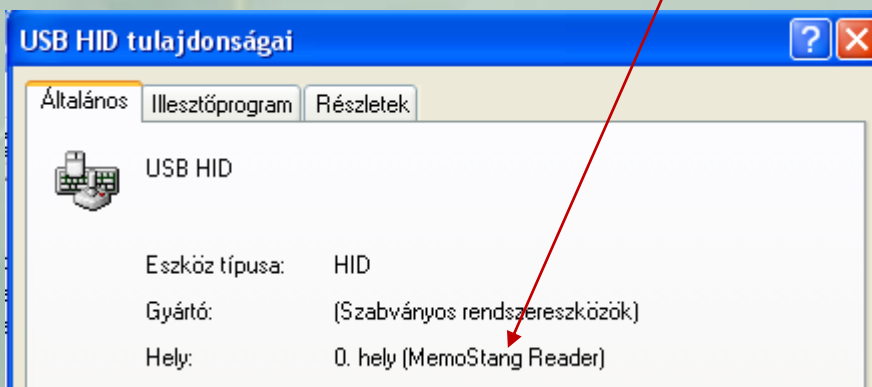 USB HID tulajdonságai
Általános Illesztőprogram Részletek
USB HID
Eszköz típusa: HID
Gyártó: (Szabványos rendszereszközök)
Hely: 0. hely (MemoStang Reader)